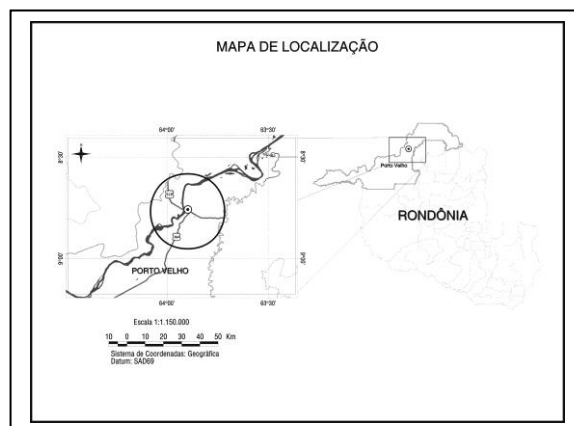 MAPA DE LOCALIZAÇÃO
64°00'
63°30'
8°30'
8°30'
Porto Velho
RONDÔNIA
9°00'
9°00'
PORTO VELHO
64°00'
63°30'
Escala 1:1.150.000
10 0 10 20 30 40 50 Km
Sistema de Coordenadas: Geográfica
Datum: SAD69